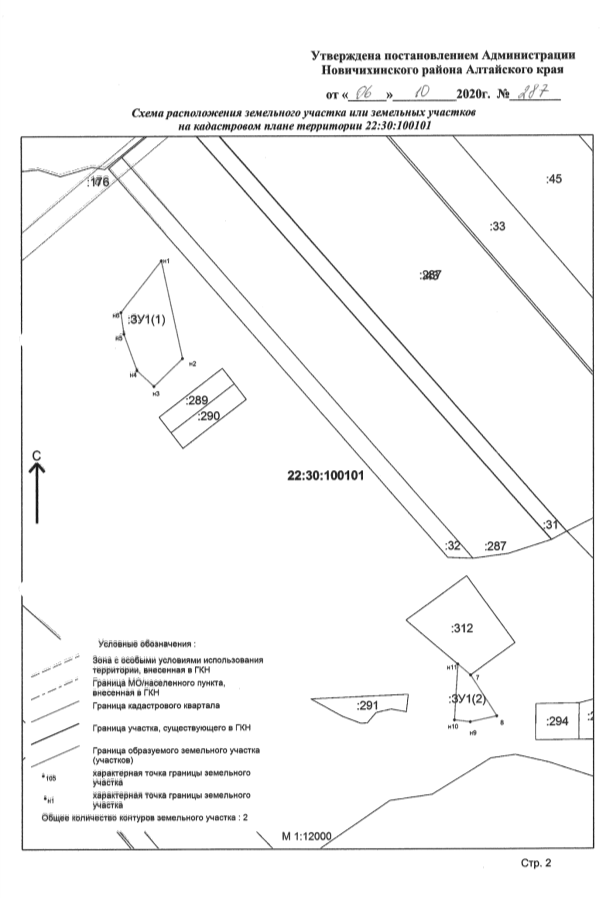 Утверждена постановлением Администрации
Новичихинского района Алтайского края
от « 06 » 10 2020г. № 287
Схема расположения земельного участка или земельных участков
на кадастровом плане территории 22:30:100101
:176
:45
:33
:287
н1
н6
:ЗУ1(1)
н5
н2
н4
н3
:289
:290
С
22:30:100101
:31
:32
:287
:312
Условные обозначения :
н11
7
Зона с особыми условиями использования
территории, внесенная в ГКН
Граница МО/населенного пункта,
внесенная в ГКН
:ЗУ1(2)
:291
Граница кадастрового квартала
8
н10
н9
:294
:2
Граница участка, существующего в ГКН
Граница образуемого земельного участка
(участков)
105
характерная точка границы земельного
участка
н1
характерная точка границы земельного
участка
Общее количество контуров земельного участка : 2
М 1:12000
Стр. 2